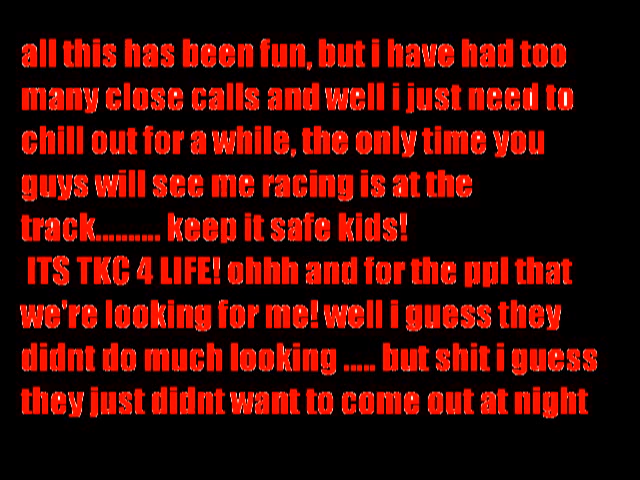 all this has been fun, but i have had too
many close calls and well i just need to
chill out for a while, the only time you
guys will see me racing is at the
track.......... keep it safe kids!
ITS TKC 4 LIFE! ohhh and for the ppl that
we're looking for me! well i guess they
didnt do much looking ..... but shit i guess
they just didnt want to come out at night